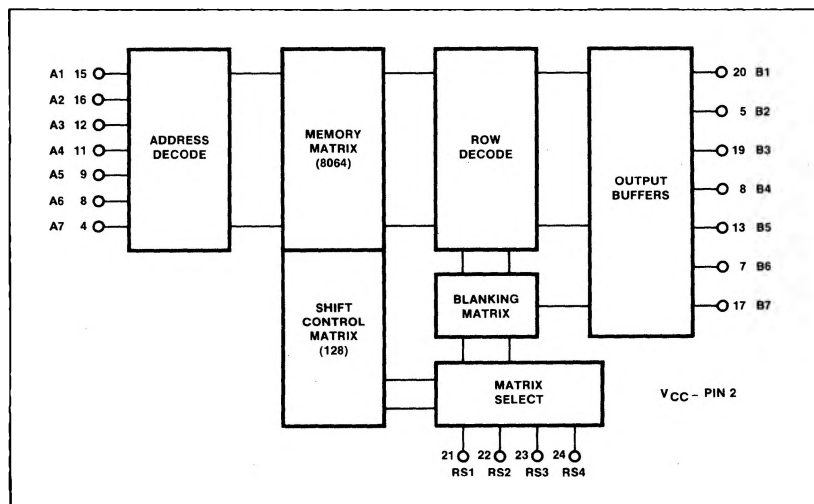 A1 15
A2 16
A3 12
A4 11
A5 9
A6 8
A7 4
ADDRESS
DECODE
MEMORY
MATRIX
(8064)
ROW
DECODE
OUTPUT
BUFFERS
20 B1
5 B2
19 B3
8 B4
13 B5
7 B6
17 B7
SHIFT
CONTROL
MATRIX
(128)
BLANKING
MATRIX
MATRIX
SELECT
VCC – PIN 2
21 22 23 24
RS1 RS2 RS3 RS4